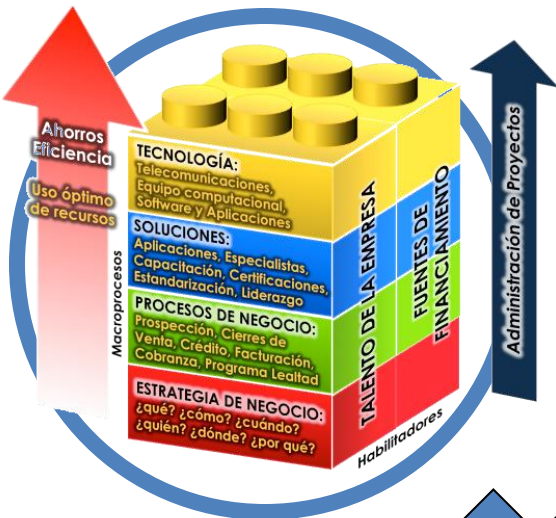 Ahorros
Eficiencia
Uso óptimo
de recursos
Macroprocesos
TECNOLOGÍA:
Telecomunicaciones,
Equipo computacional,
Software y Aplicaciones
SOLUCIONES:
Aplicaciones, Especialistas,
Capacitación, Certificaciones,
Estandarización, Liderazgo
PROCESOS DE NEGOCIO:
Prospección, Cierres de
Venta, Crédito, Facturación,
Cobranza, Programa Lealtad
ESTRATEGIA DE NEGOCIO:
¿qué? ¿cómo? ¿cuándo?
¿quién? ¿dónde? ¿por qué?
TALENTO DE LA EMPRESA
FUENTES DE
FINANCIAMIENTO
Habilitadores
Administración de Proyectos